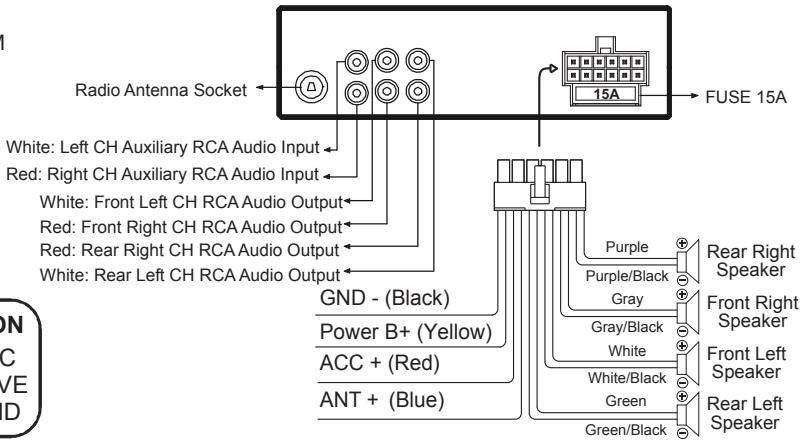 M
Radio Antenna Socket
15A
FUSE 15A
White: Left CH Auxiliary RCA Audio Input
Red: Right CH Auxiliary RCA Audio Input
White: Front Left CH RCA Audio Output
Red: Front Right CH RCA Audio Output
Red: Rear Right CH RCA Audio Output
White: Rear Left CH RCA Audio Output
GND - (Black)
Power B+ (Yellow)
ACC + (Red)
ANT + (Blue)
Purple
Purple/Black
Rear Right
Speaker
Gray
Gray/Black
Front Right
Speaker
White
White/Black
Front Left
Speaker
Green
Green/Black
Rear Left
Speaker
ON
C
VE
ND